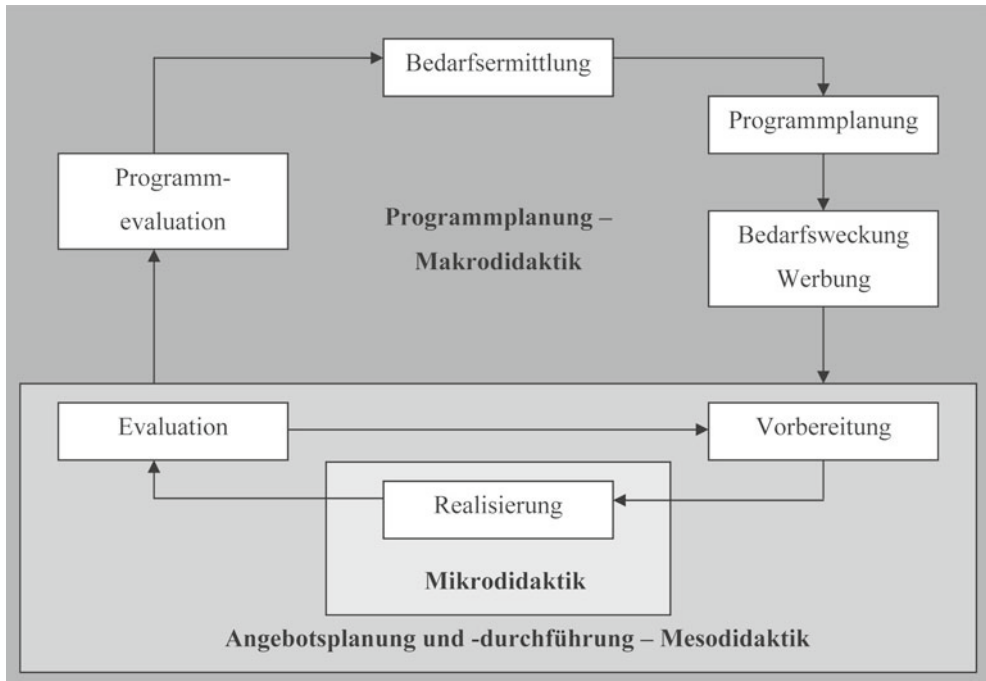 Bedarfsermittlung
Programmplanung
Programm-
evaluation
Programmplanung –
Makrodidaktik
Bedarfsweckung
Werbung
Evaluation
Vorbereitung
Realisierung
Mikrodidaktik
Angebotsplanung und -durchführung – Mesodidaktik